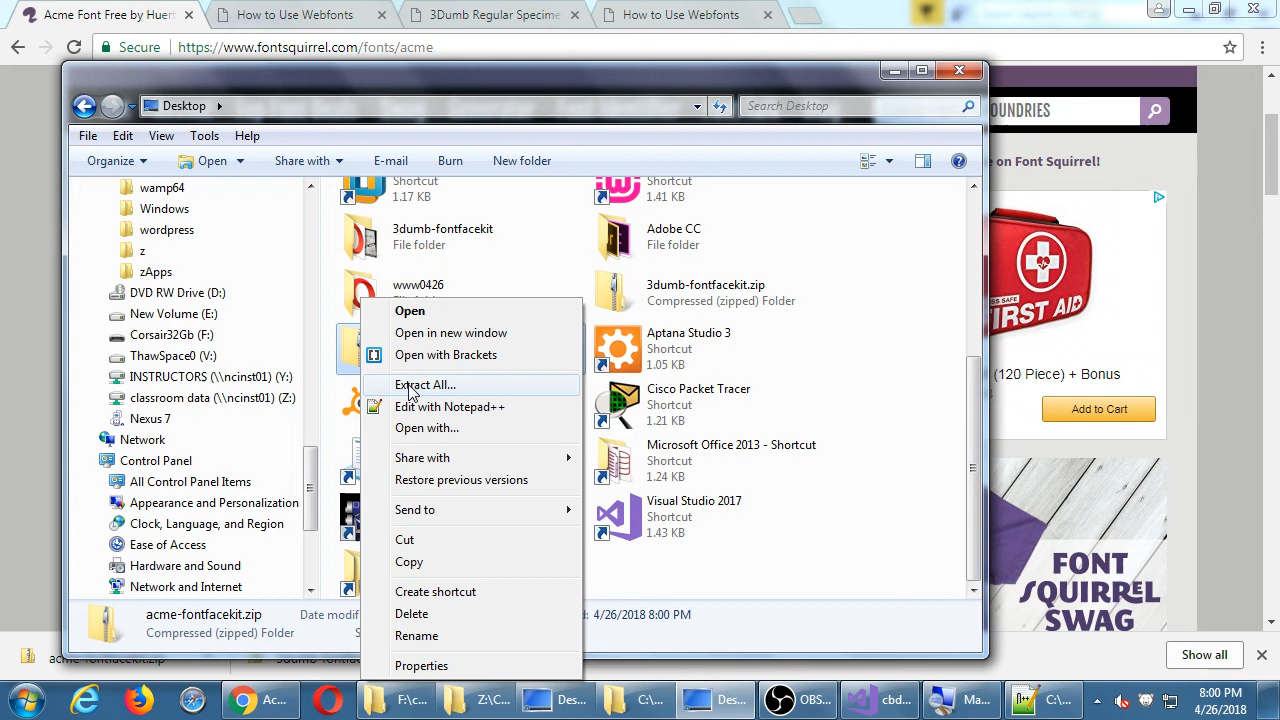 Acme Font Free by Huert
How to Use Webfonts
3Dumb Regular Specime
How to Use Webfonts
Secure
https://www.fontsquirrel.com/fonts/acme
Desktop
Search Desktop
File
Edit
View
Tools
Help
Organize
Open
Share with
E-mail
Burn
New folder
wamp64
Windows
wordpress
z
zApps
DVD RW Drive (D:)
New Volume (E:)
Corsair32Gb (F:)
ThawSpace0 (V:)
INSTRUCTORS (\\ncinst01) (Y:)
classroom data (\\ncinst01) (Z:)
Nexus 7
Network
Control Panel
All Control Panel Items
Appearance and Personalization
Clock, Language, and Region
Ease of Access
Hardware and Sound
Network and Internet
Shortcut
1.17 KB
Shortcut
1.41 KB
3dumb-fontfacekit
File folder
Adobe CC
File folder
www0426
3dumb-fontfacekit.zip
Compressed (zipped) Folder
Aptana Studio 3
Shortcut
1.05 KB
Cisco Packet Tracer
Shortcut
1.21 KB
Microsoft Office 2013 - Shortcut
Shortcut
1.24 KB
Visual Studio 2017
Shortcut
1.43 KB
Open
Open in new window
Open with Brackets
Extract All...
Edit with Notepad++
Open with...
Share with
Restore previous versions
Send to
Cut
Copy
Create shortcut
Delete
Rename
Properties
acme-fontfacekit.zip
Date modif
Compressed (zipped) Folder
d: 4/26/2018 8:00 PM
OUNDRIES
e on Font Squirrel!
SAFE
FIRST AID
(120 Piece) + Bonus
Add to Cart
FONT
SQUIRREL
SWAG
acme-fontfacekit.zip
Show all
Ac...
F:\c...
Z:\C...
Des...
C:\...
Des...
OBS...
cbd...
Ma...
C:\...
8:00 PM
4/26/2018